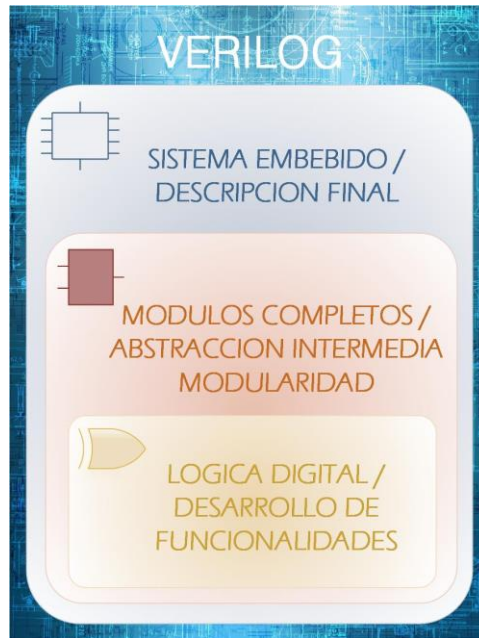 VERILOG
SISTEMA EMBEBIDO /
DESCRIPCION FINAL
MODULOS COMPLETOS /
ABSTRACCION INTERMEDIA
MODULARIDAD
LOGICA DIGITAL /
DESARROLLO DE
FUNCIONALIDADES